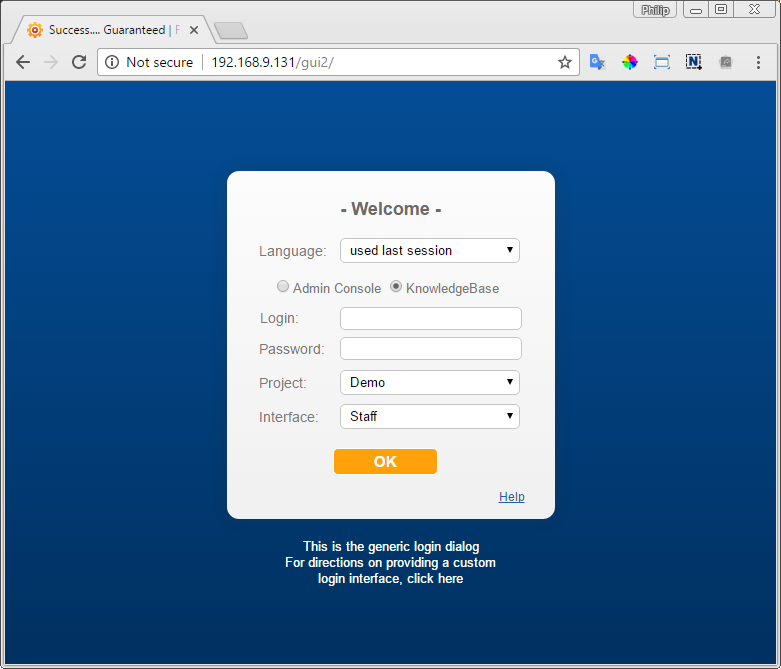 Philip
Success.... Guaranteed | F
Not secure 192.168.9.131/gui2/
- Welcome -
Language: used last session
Admin Console KnowledgeBase
Login:
Password:
Project: Demo
Interface: Staff
OK
Help
This is the generic login dialog
For directions on providing a custom
login interface, click here